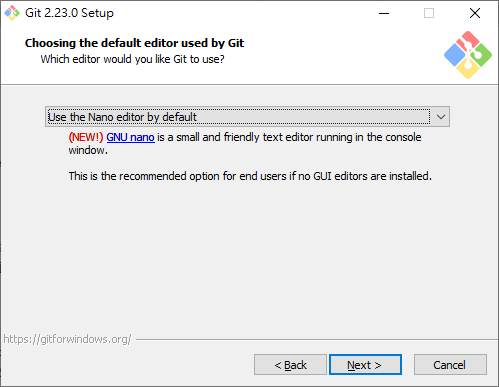 Git 2.23.0 Setup
Choosing the default editor used by Git
Which editor would you like Git to use?
Use the Nano editor by default
(NEW!) GNU nano is a small and friendly text editor running in the console
window.
This is the recommended option for end users if no GUI editors are installed.
https://gitforwindows.org/
< Back
Next >
Cancel